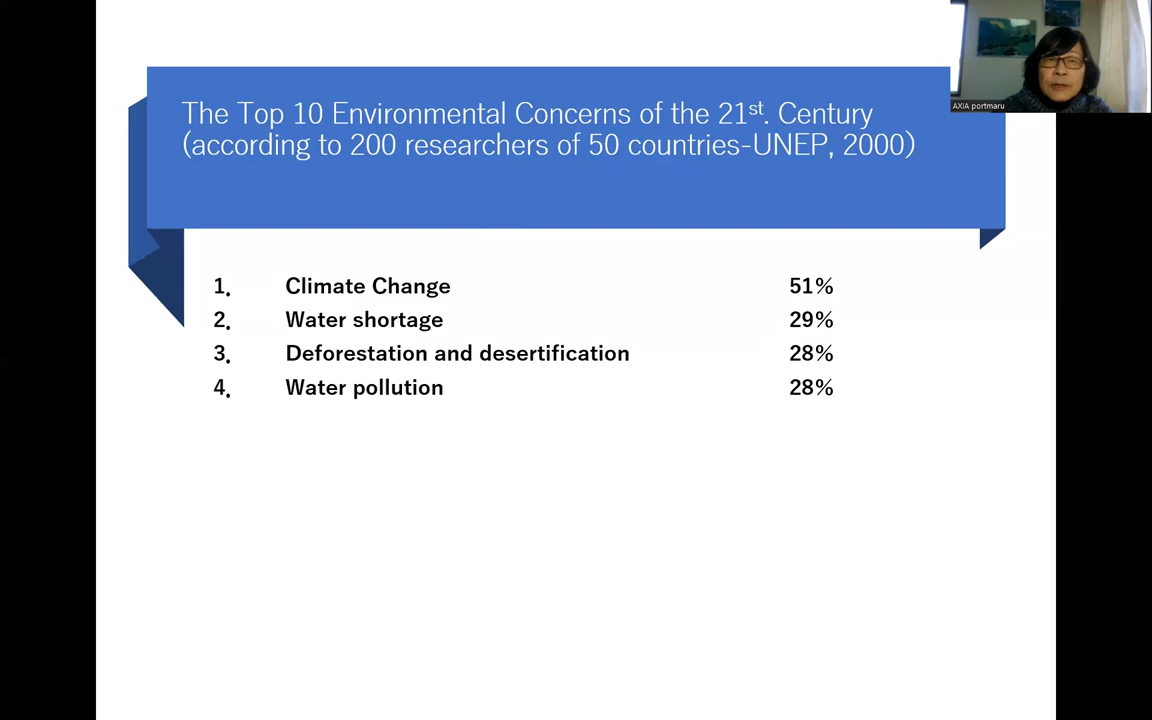 The Top 10 Environmental Concerns of the 21st. Century
(according to 200 researchers of 50 countries-UNEP, 2000)
AXIA portmaru
1. Climate Change 51%
2. Water shortage 29%
3. Deforestation and desertification 28%
4. Water pollution 28%